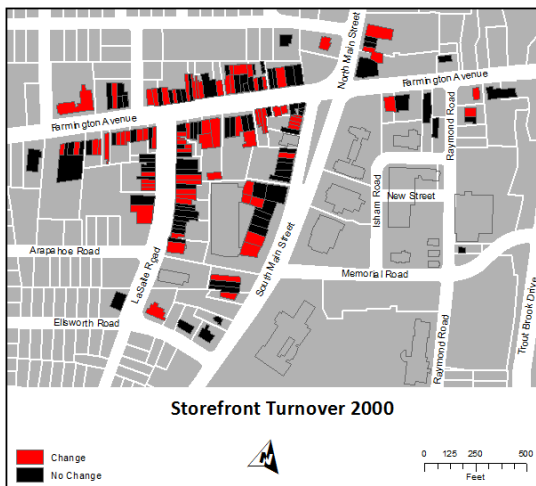 North Main Street
Farmington Avenue
Farmington Avenue
Raymond Road
Isham Road
New Street
Arapahoe Road
LaSalle Road
South Main Street
Memorial Road
Ellsworth Road
Raymond Road
Trout Brook Drive
Storefront Turnover 2000
Change
No Change
N
0 125 250 500
Feet